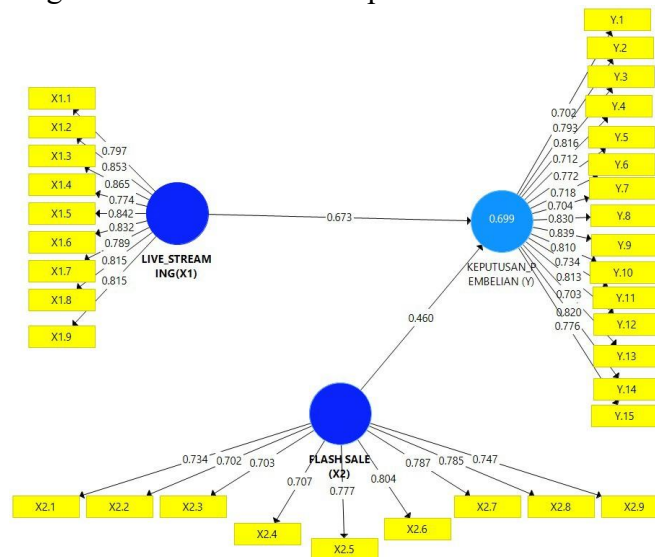 Y.1
Y.2
Y.3
Y.4
Y.5
Y.6
Y.7
Y.8
Y.9
Y.10
Y.11
Y.12
Y.13
Y.14
Y.15
0.702
0.793
0.816
0.712
0.772
0.718
0.704
0.830
0.839
0.810
0.734
0.813
0.703
0.820
0.776
X1.1
X1.2
X1.3
X1.4
X1.5
X1.6
X1.7
X1.8
X1.9
0.797
0.853
0.865
0.774
0.842
0.832
0.789
0.815
0.815
LIVE_STREAM
ING(X1)
0.673
0.699
KEPUTUSAN_P
EMBELIAN (Y)
0.460
FLASH SALE
(X2)
0.734
0.702
0.703
0.707
0.777
0.804
0.787
0.785
0.747
X2.1
X2.2
X2.3
X2.4
X2.5
X2.6
X2.7
X2.8
X2.9